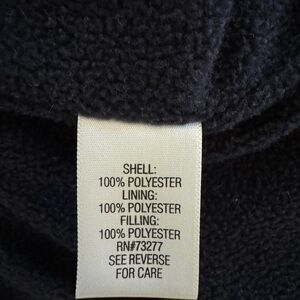 SHELL:
100% POLYESTER
LINING:
100% POLYESTER
FILLING:
100% POLYESTER
RN#73277
SEE REVERSE
FOR CARE